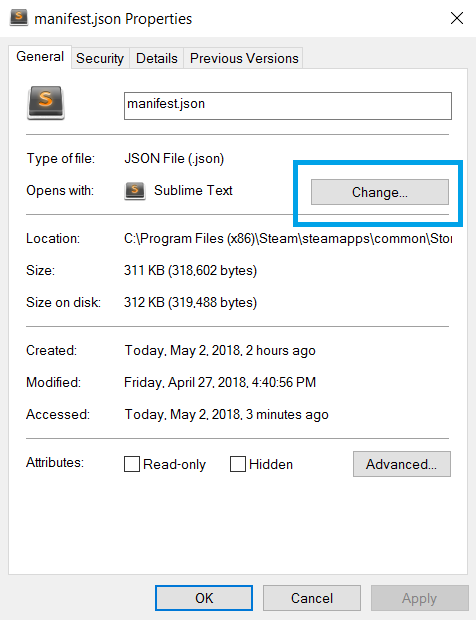 manifest.json Properties
General Security Details Previous Versions
S
manifest.json
Type of file: JSON File (.json)
Opens with: S Sublime Text Change...
Location: C:\Program Files (x86)\Steam\steamapps\common\Stor
Size: 311 KB (318,602 bytes)
Size on disk: 312 KB (319,488 bytes)
Created: Today, May 2, 2018, 2 hours ago
Modified: Friday, April 27, 2018, 4:40:56 PM
Accessed: Today, May 2, 2018, 3 minutes ago
Attributes: Read-only Hidden Advanced...
OK Cancel Apply